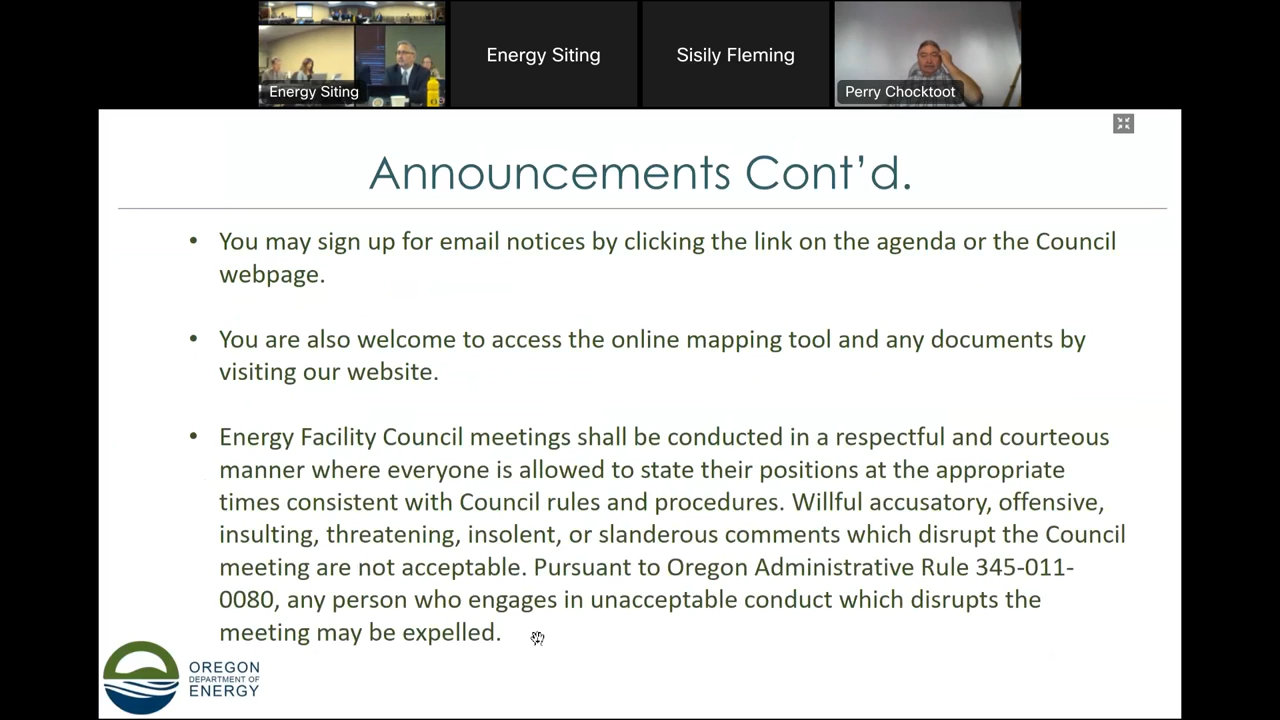 Energy Siting
Energy Siting
Sisily Fleming
Perry Chocktoot
Announcements Cont’d.
• You may sign up for email notices by clicking the link on the agenda or the Council
webpage.
• You are also welcome to access the online mapping tool and any documents by
visiting our website.
• Energy Facility Council meetings shall be conducted in a respectful and courteous
manner where everyone is allowed to state their positions at the appropriate
times consistent with Council rules and procedures. Willful accusatory, offensive,
insulting, threatening, insolent, or slanderous comments which disrupt the Council
meeting are not acceptable. Pursuant to Oregon Administrative Rule 345-011-
0080, any person who engages in unacceptable conduct which disrupts the
meeting may be expelled.
OREGON
DEPARTMENT OF
ENERGY